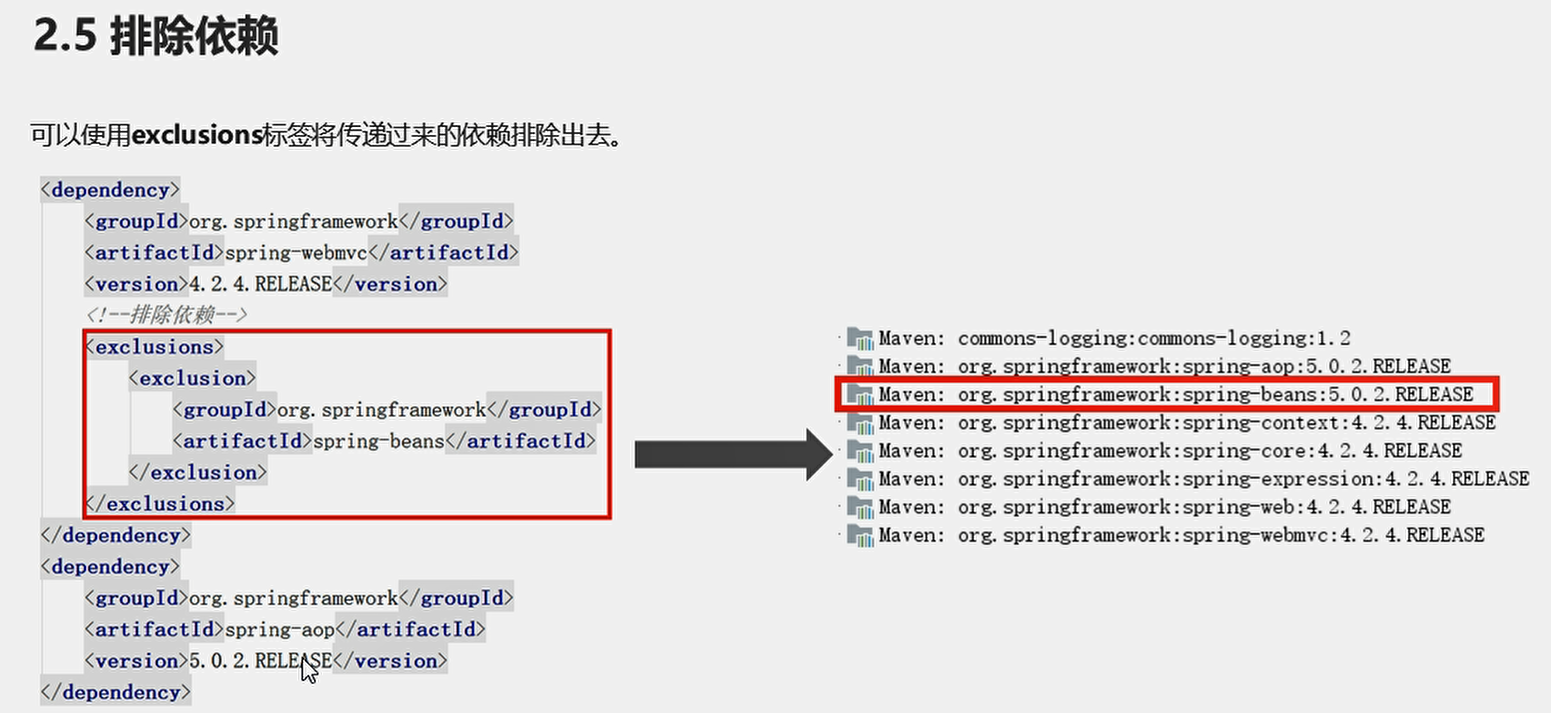 2.5 排除依赖
可以使用exclusions标签将传递过来的依赖排除出去。
<dependency>
<groupId>org.springframework</groupId>
<artifactId>spring-webmvc</artifactId>
<version>4.2.4.RELEASE</version>
<!--排除依赖-->
<exclusions>
<exclusion>
<groupId>org.springframework</groupId>
<artifactId>spring-beans</artifactId>
</exclusion>
</exclusions>
</dependency>
<dependency>
<groupId>org.springframework</groupId>
<artifactId>spring-aop</artifactId>
<version>5.0.2.RELEASE</version>
</dependency>
Maven: commons-logging:commons-logging:1.2
Maven: org.springframework:spring-aop:5.0.2.RELEASE
Maven: org.springframework:spring-beans:5.0.2.RELEASE
Maven: org.springframework:spring-context:4.2.4.RELEASE
Maven: org.springframework:spring-core:4.2.4.RELEASE
Maven: org.springframework:spring-expression:4.2.4.RELEASE
Maven: org.springframework:spring-web:4.2.4.RELEASE
Maven: org.springframework:spring-webmvc:4.2.4.RELEASE